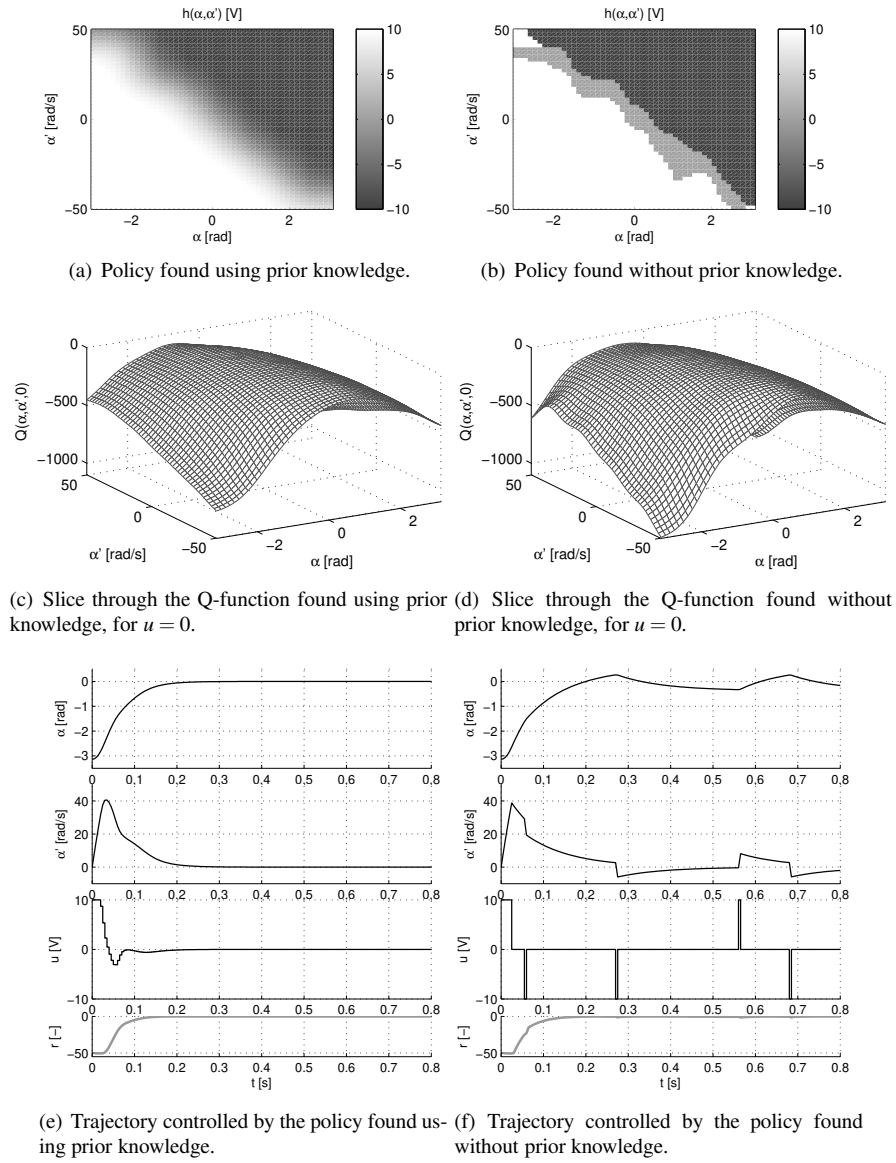 h(α,α') [V]
50
0
−50
α' [rad/s]
−2
0
2
α [rad]
10
5
0
−5
−10
(a) Policy found using prior knowledge.
h(α,α') [V]
50
0
−50
α' [rad/s]
−2
0
2
α [rad]
10
5
0
−5
−10
(b) Policy found without prior knowledge.
0
−500
−1000
Q(α,α',0)
50
0
−50
α' [rad/s]
−2
0
2
α [rad]
(c) Slice through the Q-function found using prior
knowledge, for u = 0.
0
−500
−1000
Q(α,α',0)
50
0
−50
α' [rad/s]
−2
0
2
α [rad]
(d) Slice through the Q-function found without
prior knowledge, for u = 0.
0
−1
−2
−3
α [rad]
0 0.1 0.2 0.3 0.4 0.5 0.6 0.7 0.8
40
20
0
α' [rad/s]
0 0.1 0.2 0.3 0.4 0.5 0.6 0.7 0.8
10
0
−10
u [V]
0 0.1 0.2 0.3 0.4 0.5 0.6 0.7 0.8
0
−50
r [−]
0 0.1 0.2 0.3 0.4 0.5 0.6 0.7 0.8
t [s]
(e) Trajectory controlled by the policy found us-
ing prior knowledge.
0
−1
−2
−3
α [rad]
0 0.1 0.2 0.3 0.4 0.5 0.6 0.7 0.8
40
20
0
α' [rad/s]
0 0.1 0.2 0.3 0.4 0.5 0.6 0.7 0.8
10
0
−10
u [V]
0 0.1 0.2 0.3 0.4 0.5 0.6 0.7 0.8
0
−50
r [−]
0 0.1 0.2 0.3 0.4 0.5 0.6 0.7 0.8
t [s]
(f) Trajectory controlled by the policy found
without prior knowledge.